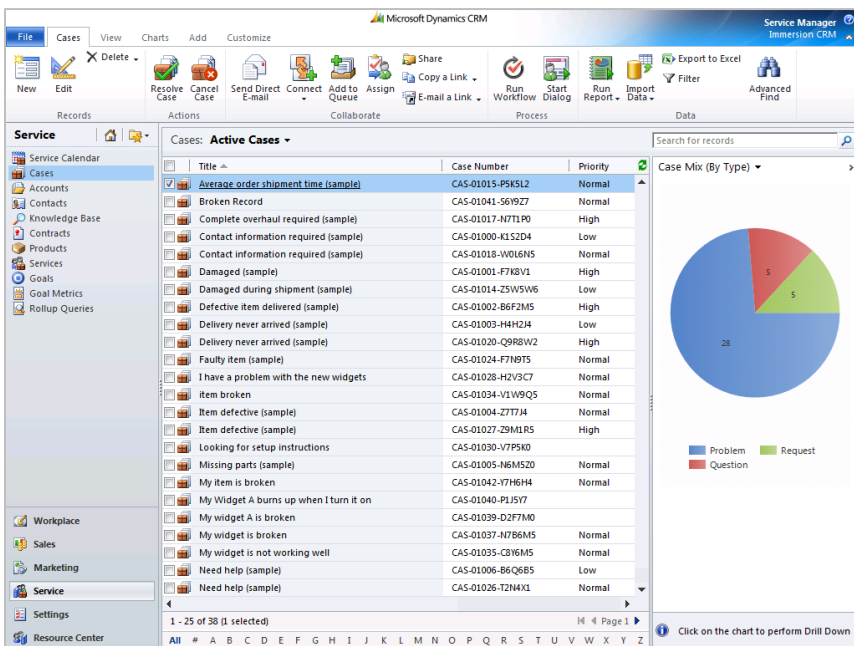 Microsoft Dynamics CRM
Service Manager
Immersion CRM
File Cases View Charts Add Customize
New
Edit
Delete
Records
Resolve Case
Cancel Case
Actions
Send Direct E-mail
Connect
Add to Queue
Assign
Share
Copy a Link
E-mail a Link
Collaborate
Run Workflow
Start Dialog
Process
Run Report
Import Data
Export to Excel
Filter
Advanced Find
Data
Service
Service Calendar
Cases
Accounts
Contacts
Knowledge Base
Contracts
Products
Services
Goals
Goal Metrics
Rollup Queries
Workplace
Sales
Marketing
Service
Settings
Resource Center
Cases: Active Cases
Search for records
Title Case Number Priority
Average order shipment time (sample) CAS-01015-P5K5L2 Normal
Broken Record CAS-01041-S6Y9Z7 Normal
Complete overhaul required (sample) CAS-01017-N7T1P0 High
Contact information required (sample) CAS-01000-K1S2D4 Low
Contact information required (sample) CAS-01018-W0L6N5 Normal
Damaged (sample) CAS-01001-F7K8V1 High
Damaged during shipment (sample) CAS-01014-Z5W5W6 Low
Defective item delivered (sample) CAS-01002-B6F2M5 High
Delivery never arrived (sample) CAS-01003-H4H2J4 Low
Delivery never arrived (sample) CAS-01020-Q9R8W2 High
Faulty item (sample) CAS-01024-F7N9T5 Normal
I have a problem with the new widgets CAS-01028-H2V3C7 Normal
item broken CAS-01034-V1W9Q5 Normal
Item defective (sample) CAS-01004-Z7T7J4 Normal
Item defective (sample) CAS-01027-Z9M1R5 High
Looking for setup instructions CAS-01030-V7P5K0
Missing parts (sample) CAS-01005-N6M5Z0 Normal
My item is broken CAS-01042-Y7H6H4 Normal
My Widget A burns up when I turn it on CAS-01040-P1J5Y7
My widget A is broken CAS-01039-D2F7M0
My widget is broken CAS-01037-N7B6M5 Normal
My widget is not working well CAS-01035-C8Y6M5 Normal
Need help (sample) CAS-01006-B6Q6B5 Low
Need help (sample) CAS-01026-T2N4X1 Normal
1 - 25 of 38 (1 selected) Page 1
All # A B C D E F G H I J K L M N O P Q R S T U V W X Y Z
Case Mix (By Type)
5
5
28
Problem Request
Question
Click on the chart to perform Drill Down